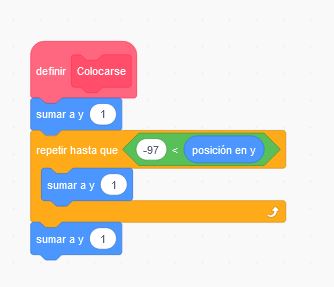 definir Colocarse
sumar a y 1
repetir hasta que -97 < posición en y
sumar a y 1
sumar a y 1